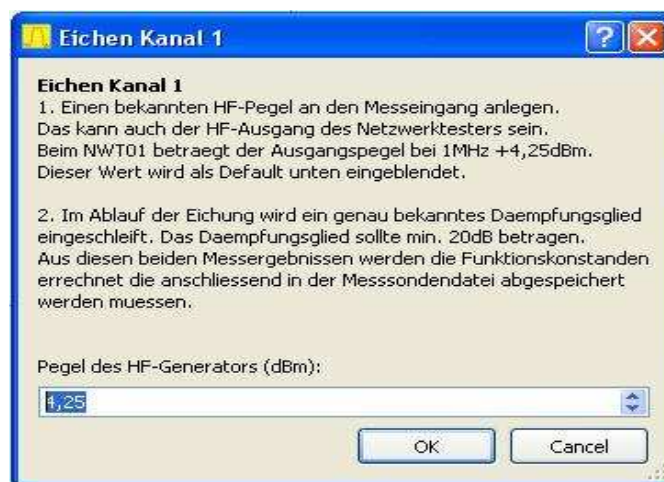 Eichen Kanal 1
Eichen Kanal 1
1. Einen bekannten HF-Pegel an den Messeingang anlegen.
Das kann auch der HF-Ausgang des Netzwerktesters sein.
Beim NWT01 betraegt der Ausgangspegel bei 1MHz +4,25dBm.
Dieser Wert wird als Default unten eingeblendet.
2. Im Ablauf der Eichung wird ein genau bekanntes Daempfungsglied
eingeschleift. Das Daempfungsglied sollte min. 20dB betragen.
Aus diesen beiden Messergebnissen werden die Funktionskonstanden
errechnet die anschliessend in der Messsondendatei abgespeichert
werden muessen.
Pegel des HF-Generators (dBm):
4,25
OK Cancel